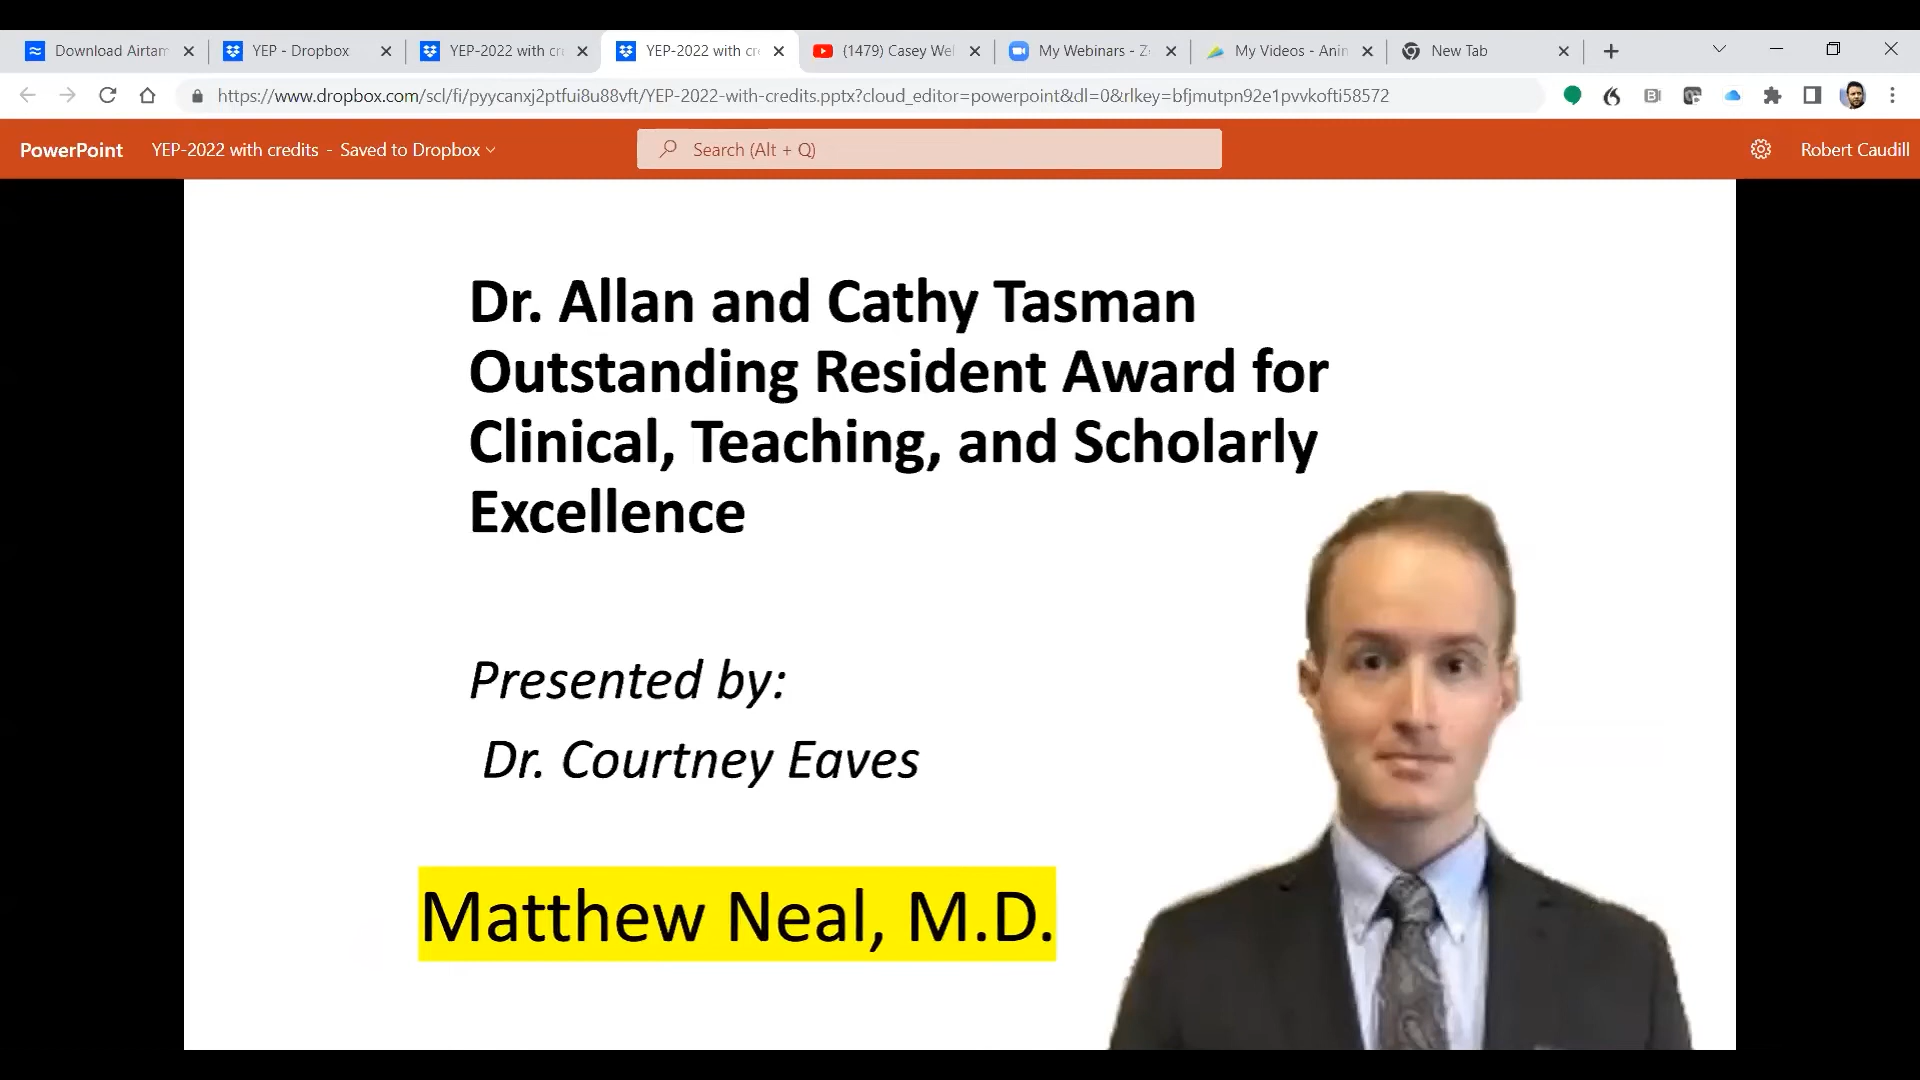 Download Airtam
YEP - Dropbox
YEP-2022 with cr
YEP-2022 with cr
(1479) Casey Wel
My Webinars - Z
My Videos - Anin
New Tab
https://www.dropbox.com/scl/fi/pyycanxj2ptfui8u88vft/YEP-2022-with-credits.pptx?cloud_editor=powerpoint&dl=0&rlkey=bfjmutpn92e1pvvkofti58572
PowerPoint YEP-2022 with credits - Saved to Dropbox
Search (Alt + Q)
Robert Caudill
Dr. Allan and Cathy Tasman
Outstanding Resident Award for
Clinical, Teaching, and Scholarly
Excellence
Presented by:
Dr. Courtney Eaves
Matthew Neal, M.D.